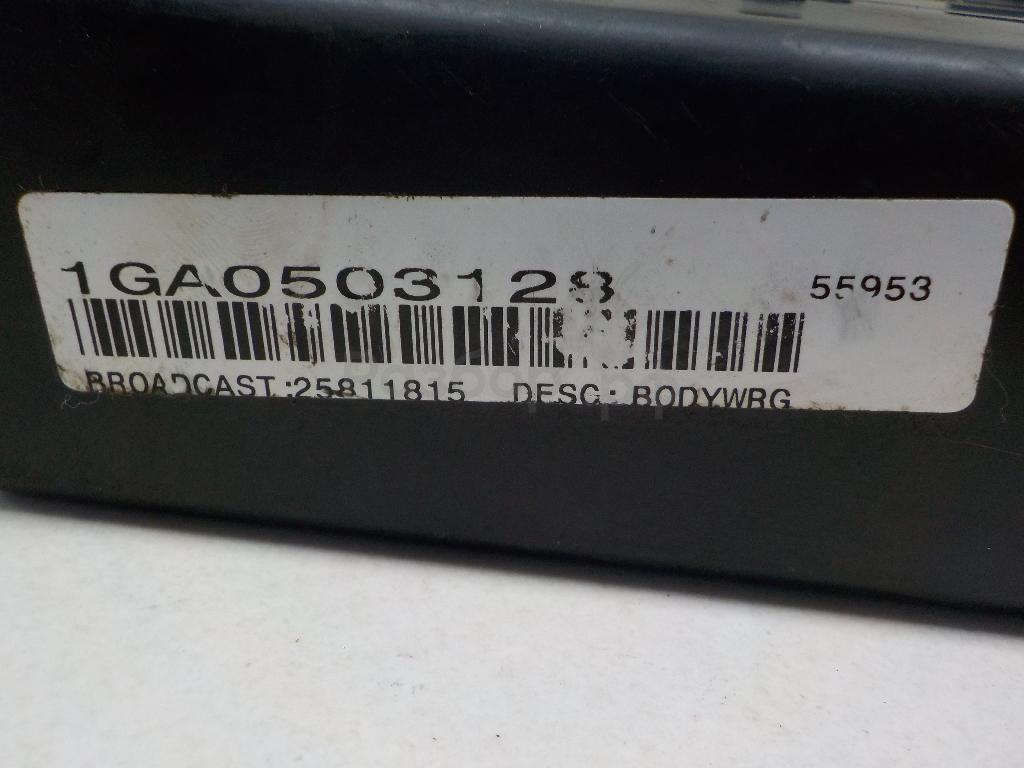 1GA0503128 55953
BROADCAST :25811815 DESC: BODYWRG